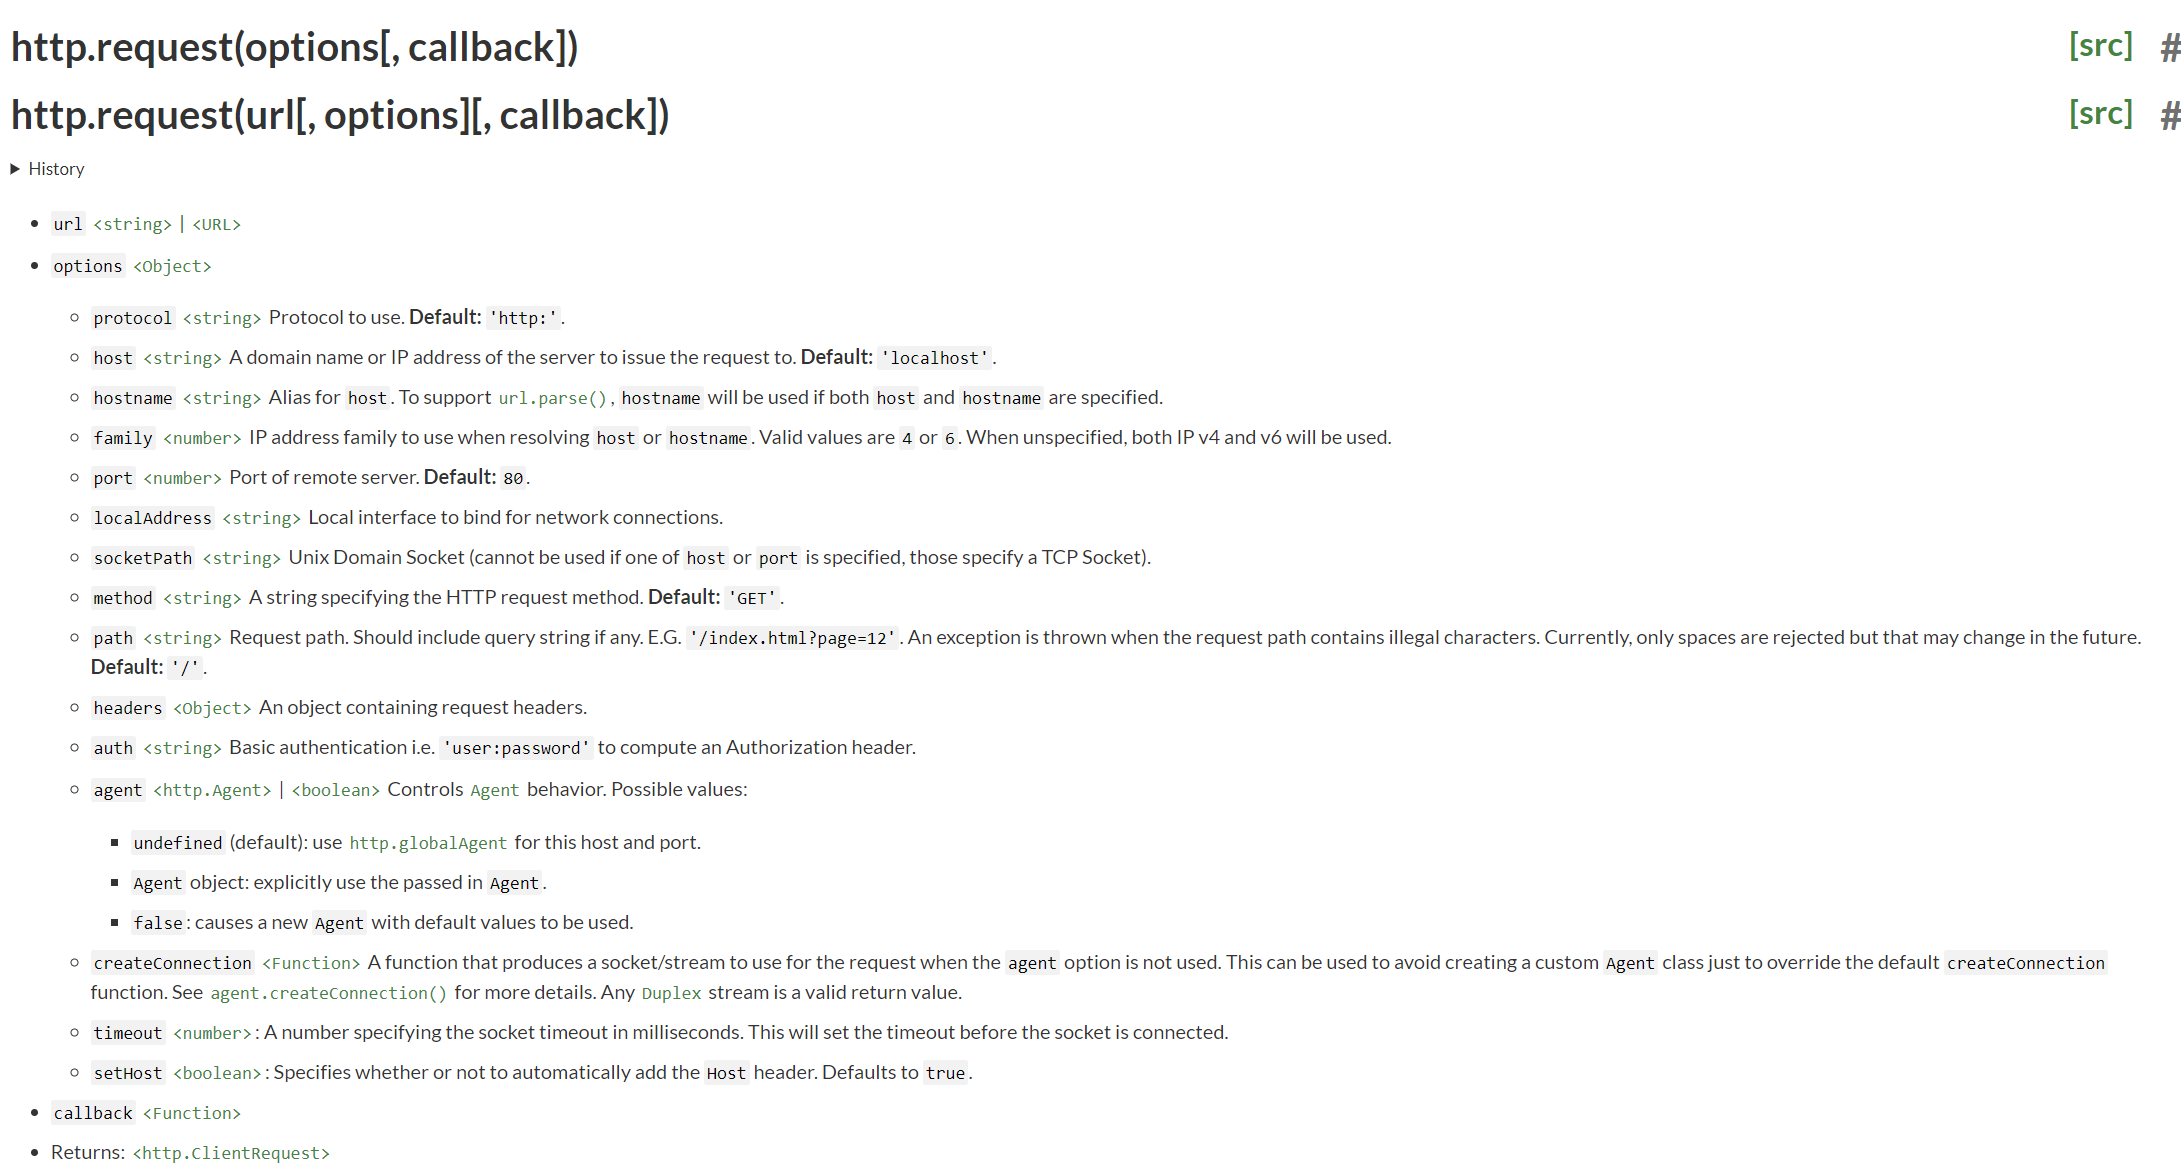 http.request(options[, callback]) [src] #
http.request(url[, options][, callback]) [src] #
History
url <string> | <URL>
options <Object>
protocol <string> Protocol to use. Default: 'http:'.
host <string> A domain name or IP address of the server to issue the request to. Default: 'localhost'.
hostname <string> Alias for host. To support url.parse(), hostname will be used if both host and hostname are specified.
family <number> IP address family to use when resolving host or hostname. Valid values are 4 or 6. When unspecified, both IP v4 and v6 will be used.
port <number> Port of remote server. Default: 80.
localAddress <string> Local interface to bind for network connections.
socketPath <string> Unix Domain Socket (cannot be used if one of host or port is specified, those specify a TCP Socket).
method <string> A string specifying the HTTP request method. Default: 'GET'.
path <string> Request path. Should include query string if any. E.G. '/index.html?page=12'. An exception is thrown when the request path contains illegal characters. Currently, only spaces are rejected but that may change in the future.
Default: '/'.
headers <Object> An object containing request headers.
auth <string> Basic authentication i.e. 'user:password' to compute an Authorization header.
agent <http.Agent> | <boolean> Controls Agent behavior. Possible values:
undefined (default): use http.globalAgent for this host and port.
Agent object: explicitly use the passed in Agent.
false: causes a new Agent with default values to be used.
createConnection <Function> A function that produces a socket/stream to use for the request when the agent option is not used. This can be used to avoid creating a custom Agent class just to override the default createConnection
function. See agent.createConnection() for more details. Any Duplex stream is a valid return value.
timeout <number>: A number specifying the socket timeout in milliseconds. This will set the timeout before the socket is connected.
setHost <boolean>: Specifies whether or not to automatically add the Host header. Defaults to true.
callback <Function>
Returns: <http.ClientRequest>